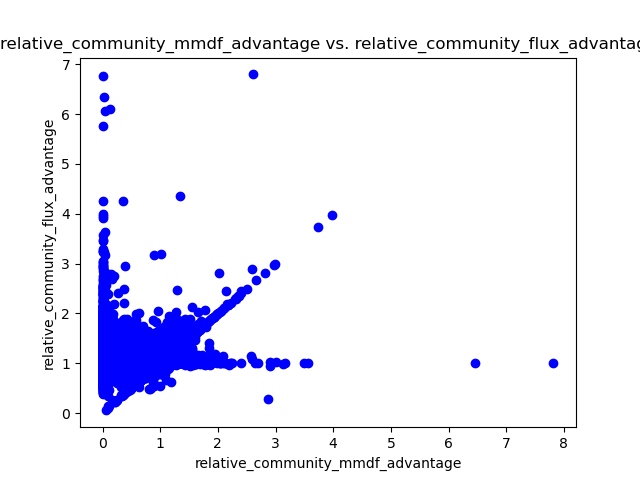 relative_community_mmdf_advantage vs. relative_community_flux_advantag
7
6
5
4
3
2
1
0
relative_community_flux_advantage
0 1 2 3 4 5 6 7 8
relative_community_mmdf_advantage